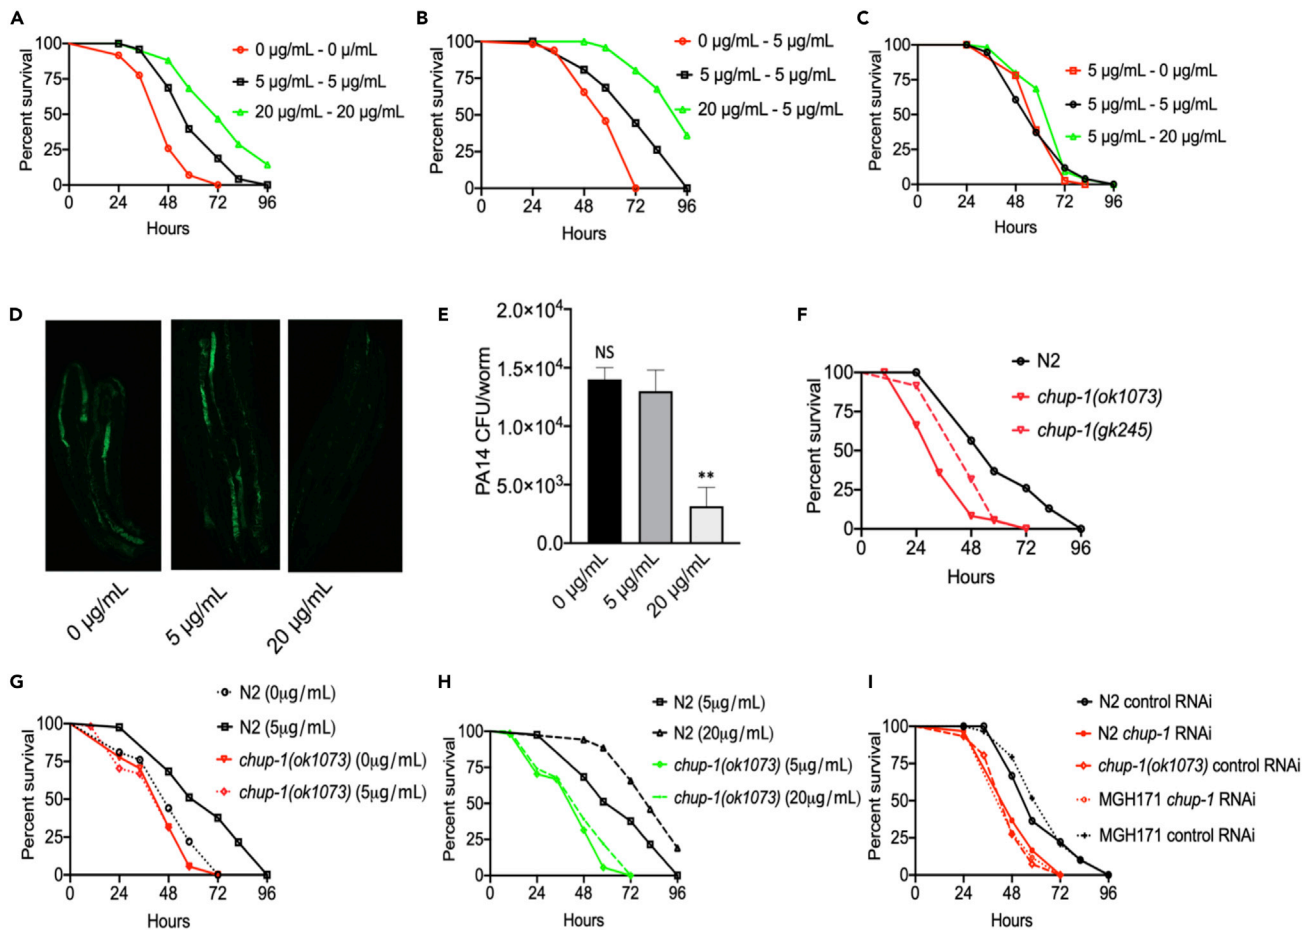 A
Percent survival
100
75
50
25
0
0 24 48 72 96
Hours
0 µg/mL - 0 µ/mL
5 µg/mL - 5 µg/mL
20 µg/mL - 20 µg/mL
B
Percent survival
100
75
50
25
0
0 24 48 72 96
Hours
0 µg/mL - 5 µg/mL
5 µg/mL - 5 µg/mL
20 µg/mL - 5 µg/mL
C
Percent survival
100
75
50
25
0
0 24 48 72 96
Hours
5 µg/mL - 0 µg/mL
5 µg/mL - 5 µg/mL
5 µg/mL - 20 µg/mL
D
0 µg/mL
5 µg/mL
20 µg/mL
E
PA14 CFU/worm
2.0×10⁴
1.5×10⁴
1.0×10⁴
5.0×10³
0.0
NS
**
0 µg/mL
5 µg/mL
20 µg/mL
F
Percent survival
100
75
50
25
0
0 24 48 72 96
Hours
N2
chup-1(ok1073)
chup-1(gk245)
G
Percent survival
100
75
50
25
0
0 24 48 72 96
Hours
N2 (0µg/mL)
N2 (5µg/mL)
chup-1(ok1073) (0µg/mL)
chup-1(ok1073) (5µg/mL)
H
Percent survival
100
75
50
25
0
0 24 48 72 96
Hours
N2 (5µg/mL)
N2 (20µg/mL)
chup-1(ok1073) (5µg/mL)
chup-1(ok1073) (20µg/mL)
I
Percent survival
100
75
50
25
0
0 24 48 72 96
Hours
N2 control RNAi
N2 chup-1 RNAi
chup-1(ok1073) control RNAi
MGH171 chup-1 RNAi
MGH171 control RNAi